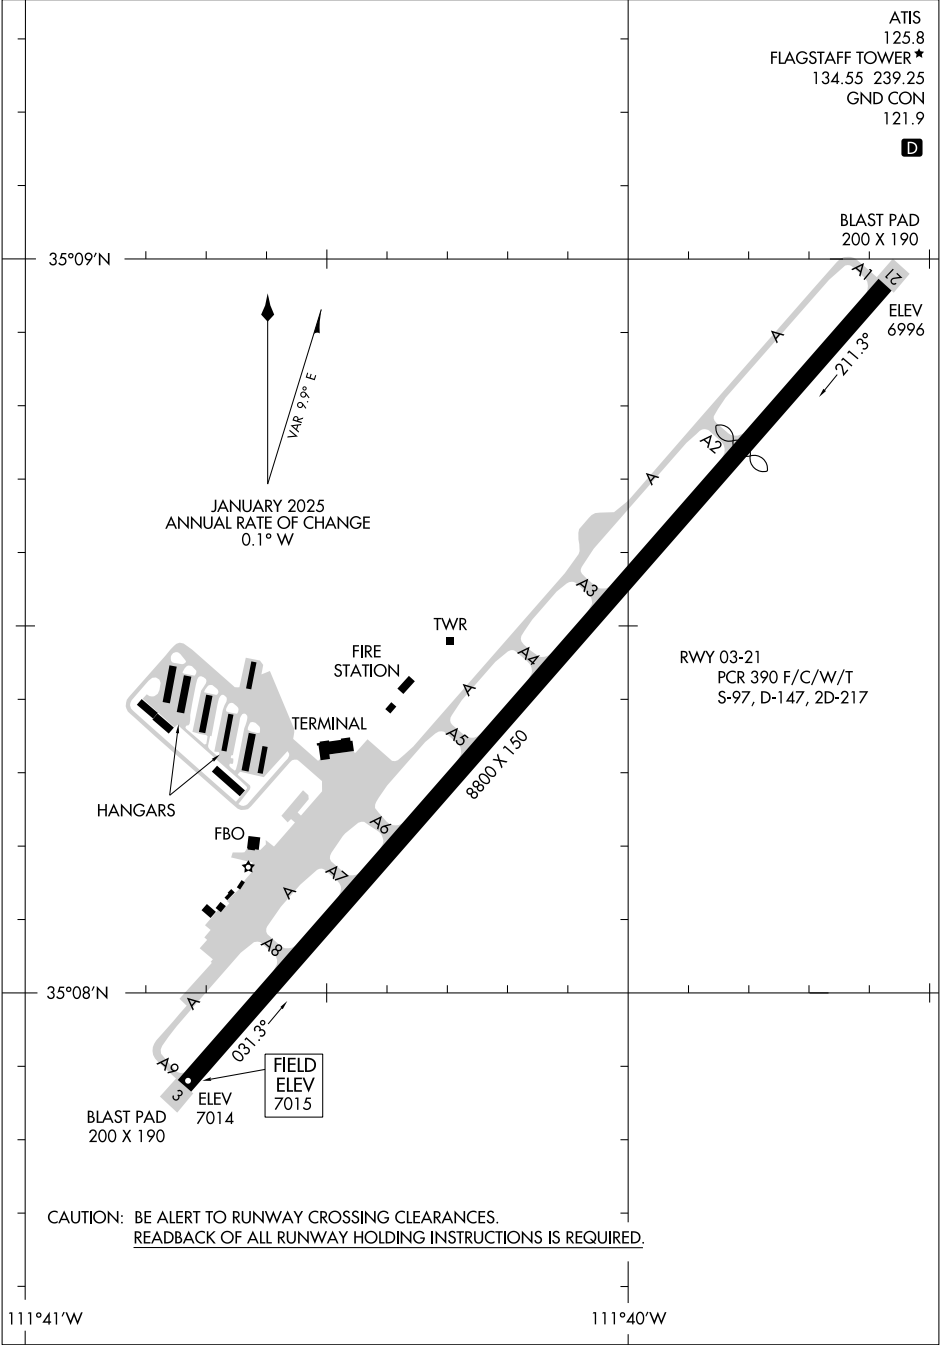 ATIS
125.8
FLAGSTAFF TOWER★
134.55 239.25
GND CON
121.9
D
BLAST PAD
200 X 190
35°09'N
A1
21
ELEV
6996
A
211.3°
VAR 9.9° E
A2
A
JANUARY 2025
ANNUAL RATE OF CHANGE
0.1° W
A3
TWR
FIRE
STATION
A4
RWY 03-21
PCR 390 F/C/W/T
S-97, D-147, 2D-217
A
TERMINAL
A5
8800 X 150
HANGARS
FBO
A6
A7
A
A8
35°08'N
A
031.3°
A9
FIELD
ELEV
7015
3
ELEV
7014
BLAST PAD
200 X 190
CAUTION: BE ALERT TO RUNWAY CROSSING CLEARANCES.
READBACK OF ALL RUNWAY HOLDING INSTRUCTIONS IS REQUIRED.
111°41'W
111°40'W